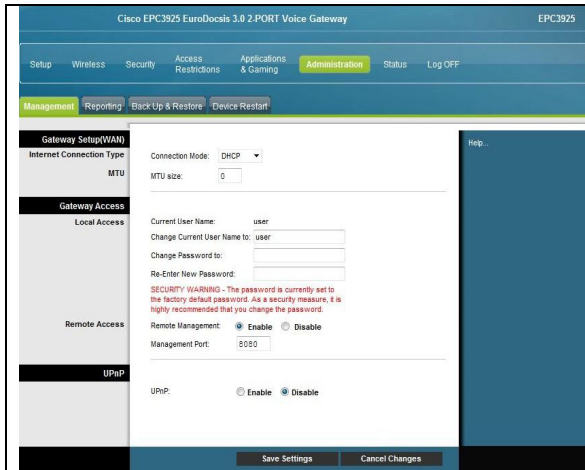 Cisco EPC3925 EuroDocsis 3.0 2-PORT Voice Gateway EPC3925
Setup Wireless Security Access Restrictions Applications & Gaming Administration Status Log OFF
Management Reporting Back Up & Restore Device Restart
Gateway Setup(WAN)
Help...
Internet Connection Type Connection Mode: DHCP
MTU MTU size: 0
Gateway Access
Local Access Current User Name: user
Change Current User Name to: user
Change Password to:
Re-Enter New Password:
SECURITY WARNING - The password is currently set to
the factory default password. As a security measure, it is
highly recommended that you change the password.
Remote Access Remote Management: Enable Disable
Management Port: 8080
UPnP
UPnP: Enable Disable
Save Settings Cancel Changes